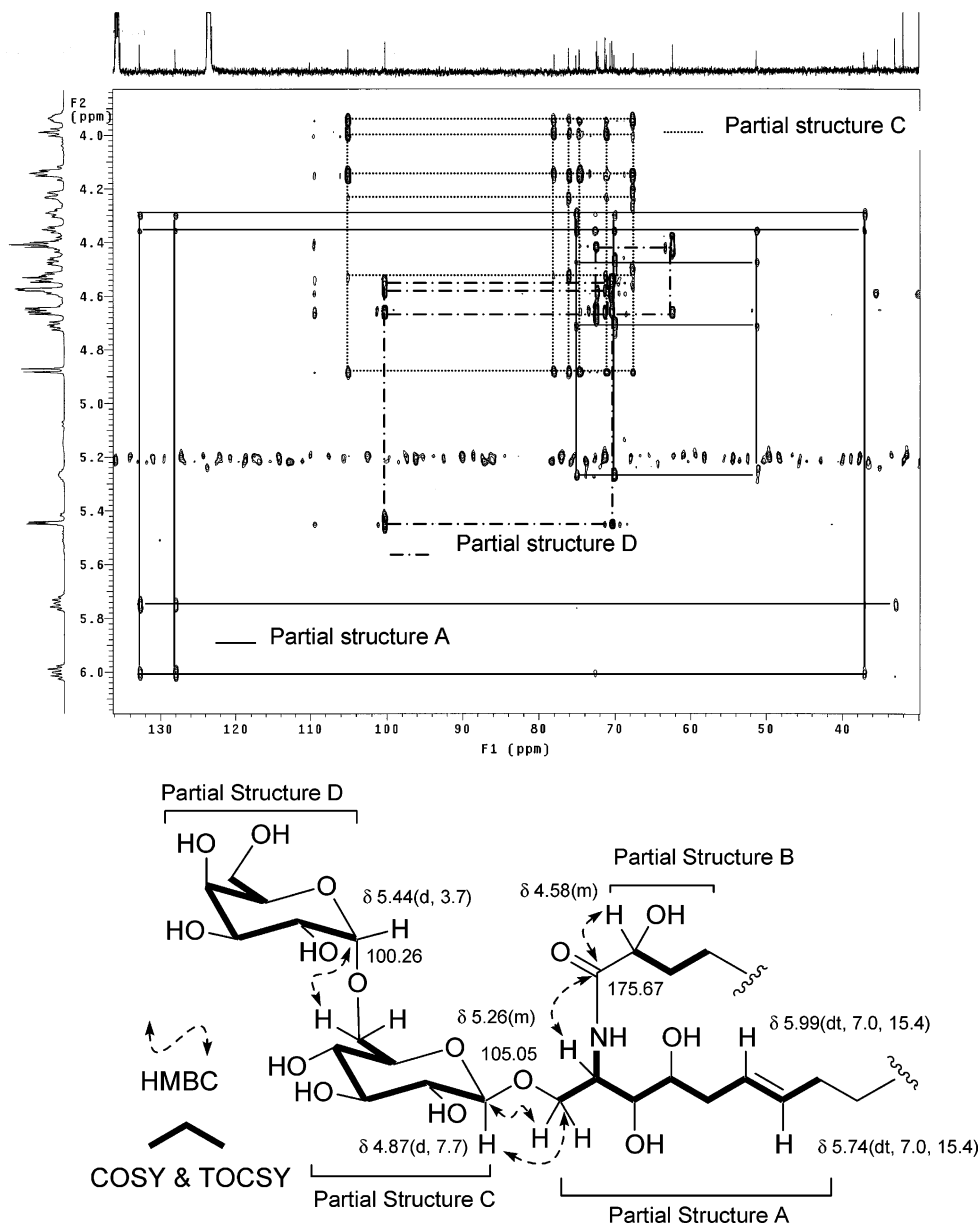 F2
(ppm)
4.0
4.2
4.4
4.6
4.8
5.0
5.2
5.4
5.6
5.8
6.0
Partial structure C
Partial structure D
Partial structure A
130 120 110 100 90 80 70 60 50 40
F1 (ppm)
Partial Structure D
OH
HO
O
HO
HO
δ 5.44(d, 3.7)
H
100.26
O
H H
HMBC
COSY & TOCSY
HO
HO
HO
O
105.05
O
H
δ 4.87(d, 7.7)
Partial Structure C
Partial Structure B
δ 4.58(m)
H OH
O
175.67
δ 5.26(m)
NH
H
OH
H H
OH
H
δ 5.99(dt, 7.0, 15.4)
H
δ 5.74(dt, 7.0, 15.4)
Partial Structure A